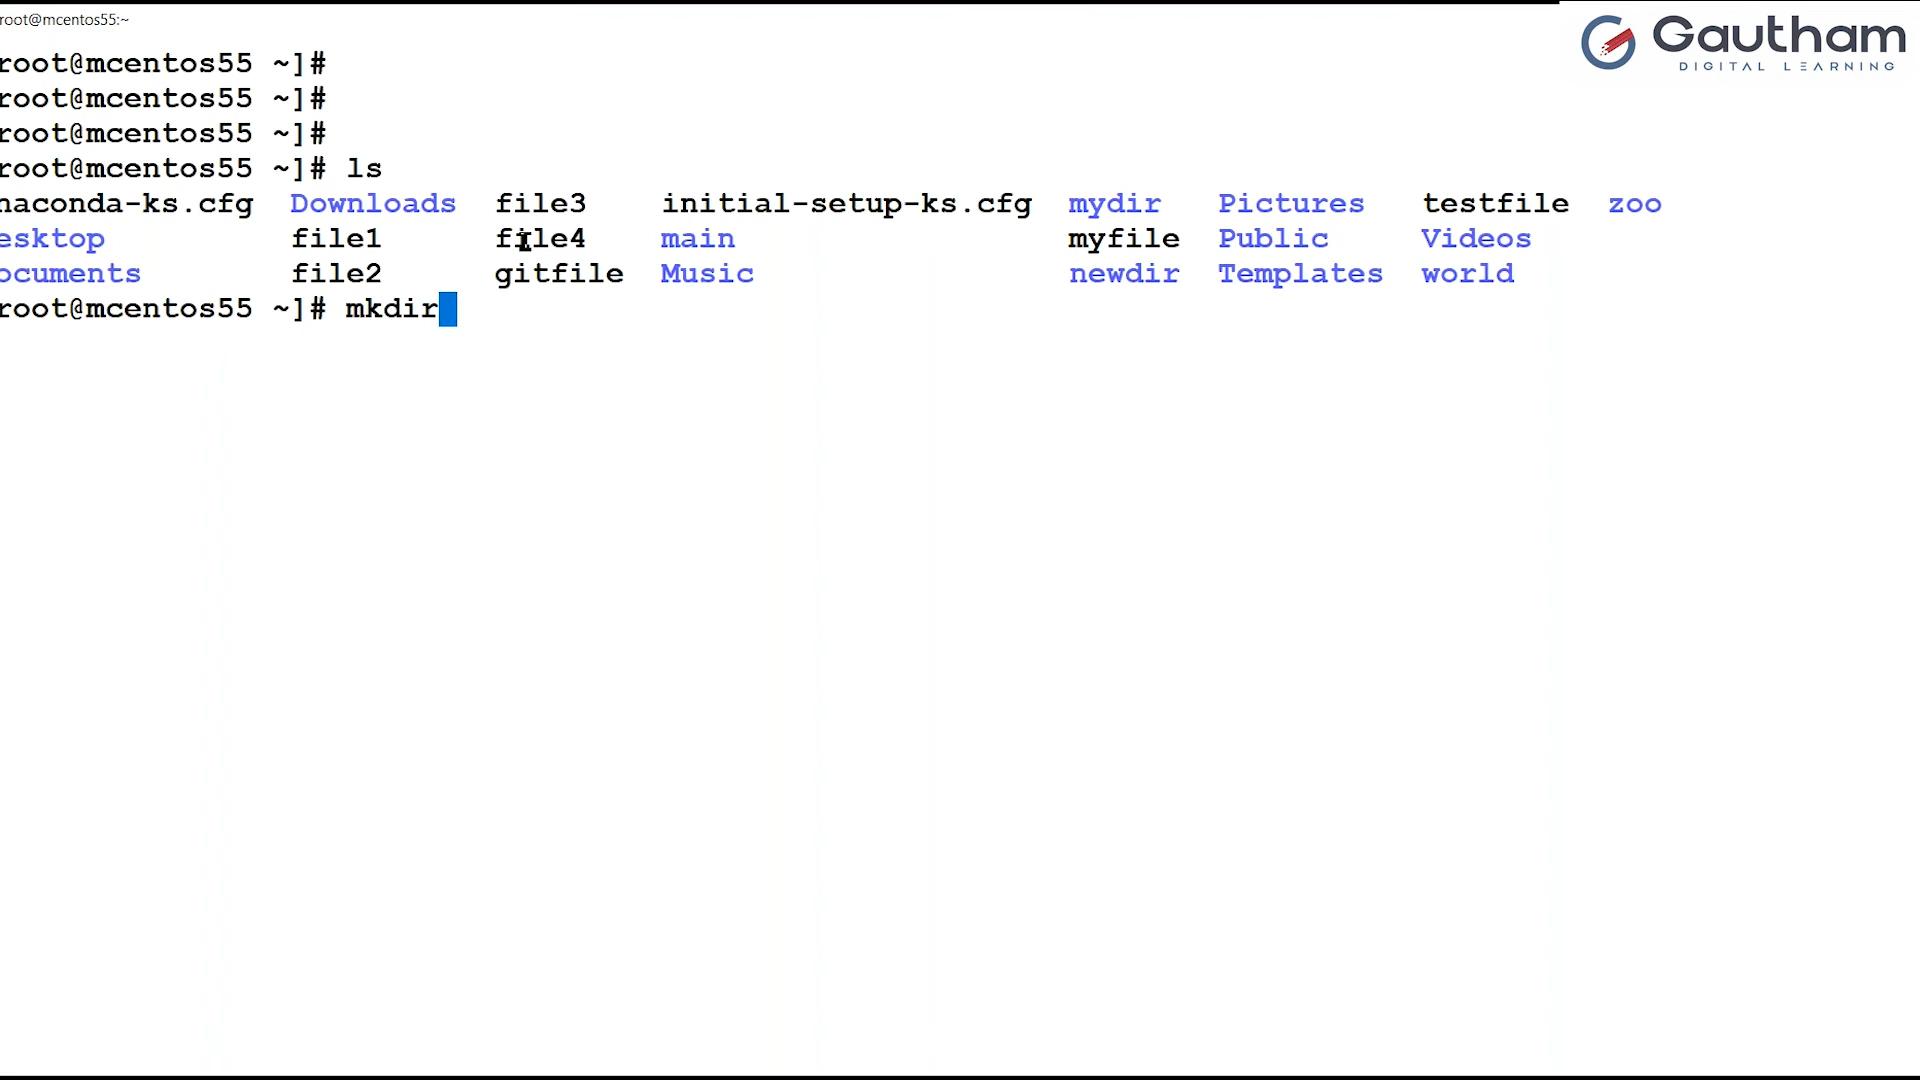 root@mcentos55:~
Gautham
DIGITAL LEARNING
root@mcentos55 ~]#
root@mcentos55 ~]#
root@mcentos55 ~]#
root@mcentos55 ~]# ls
naconda-ks.cfg Downloads file3 initial-setup-ks.cfg mydir Pictures testfile zoo
esktop file1 file4 main myfile Public Videos
ocuments file2 gitfile Music newdir Templates world
root@mcentos55 ~]# mkdir